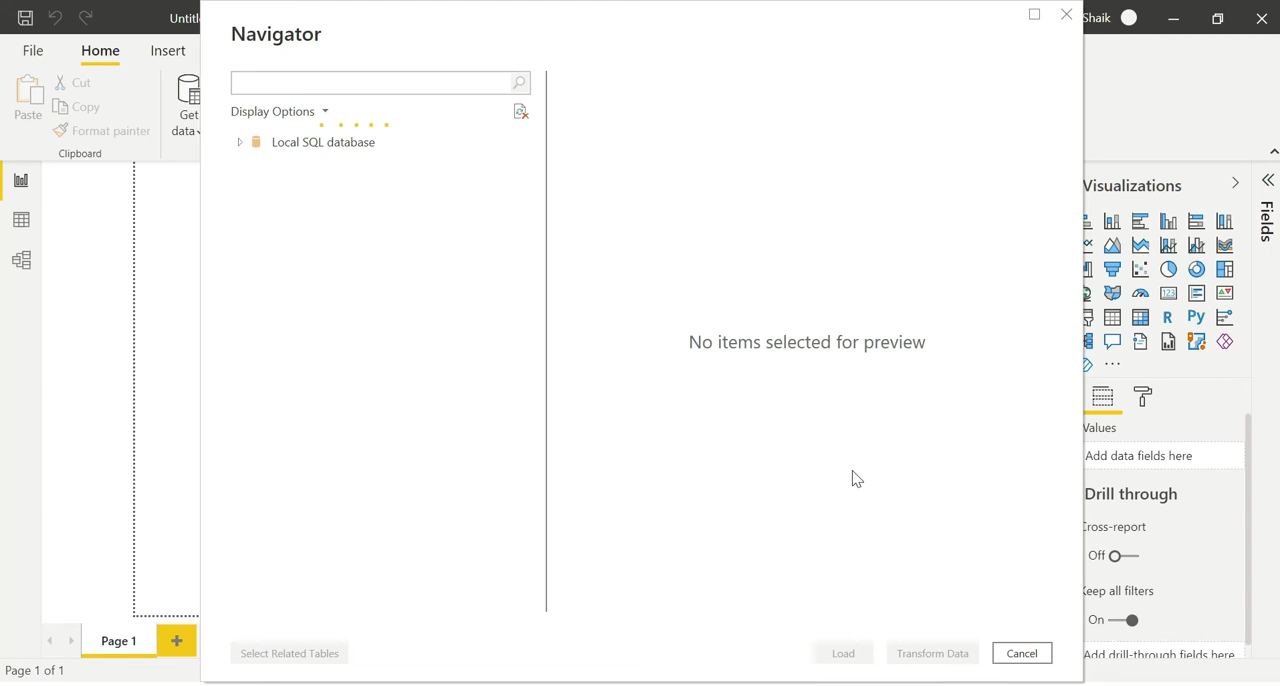 Navigator
Shaik
File
Home
Insert
Cut
Copy
Paste
Format painter
Clipboard
Get
data
Display Options
Local SQL database
No items selected for preview
Visualizations
Fields
123
R
Py
...
Values
Add data fields here
Drill through
Cross-report
Off
Keep all filters
On
Add drill-through fields here
Page 1
Select Related Tables
Load
Transform Data
Cancel
Page 1 of 1